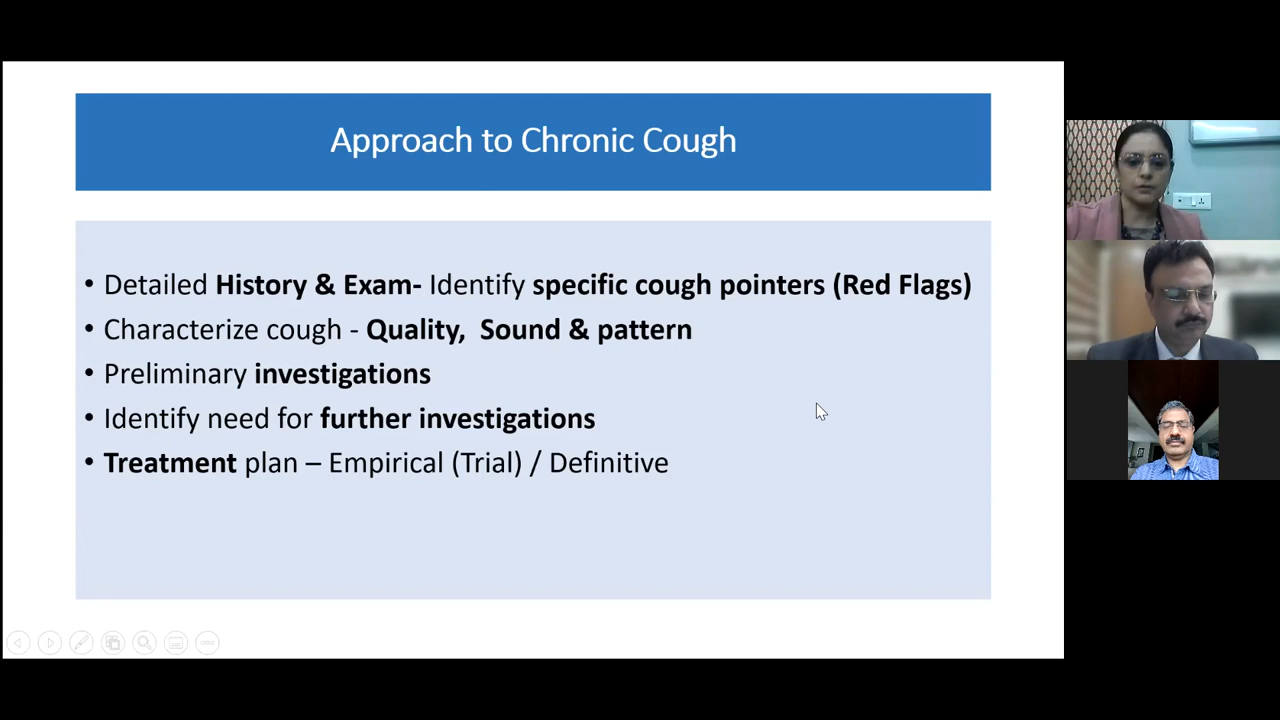 Approach to Chronic Cough
• Detailed History & Exam- Identify specific cough pointers (Red Flags)
• Characterize cough - Quality, Sound & pattern
• Preliminary investigations
• Identify need for further investigations
• Treatment plan – Empirical (Trial) / Definitive